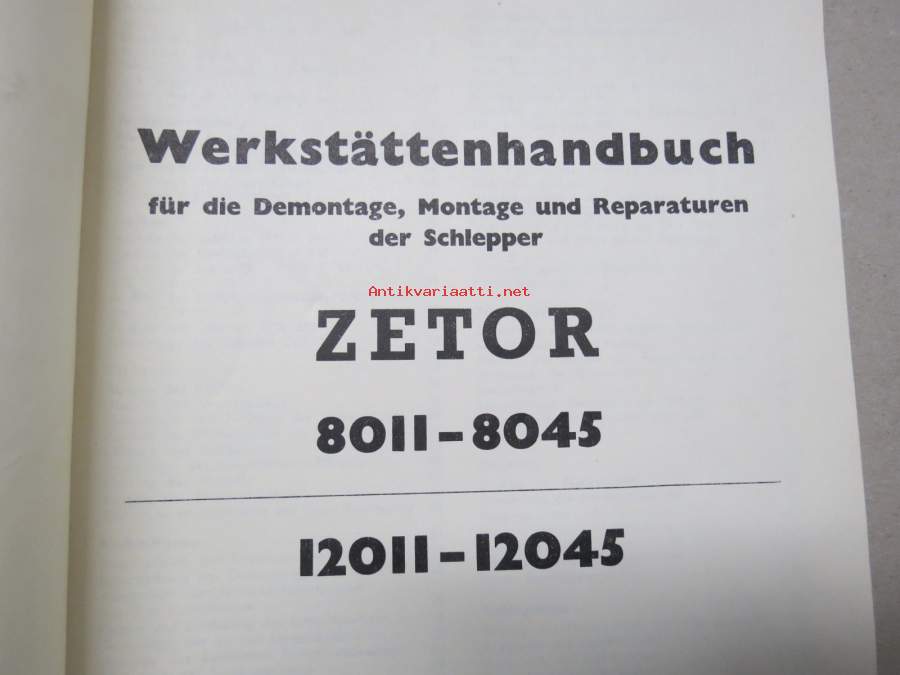 Werkstättenhandbuch
für die Demontage, Montage und Reparaturen
der Schlepper
Antikvariaatti.net
ZETOR
8011-8045
12011-12045